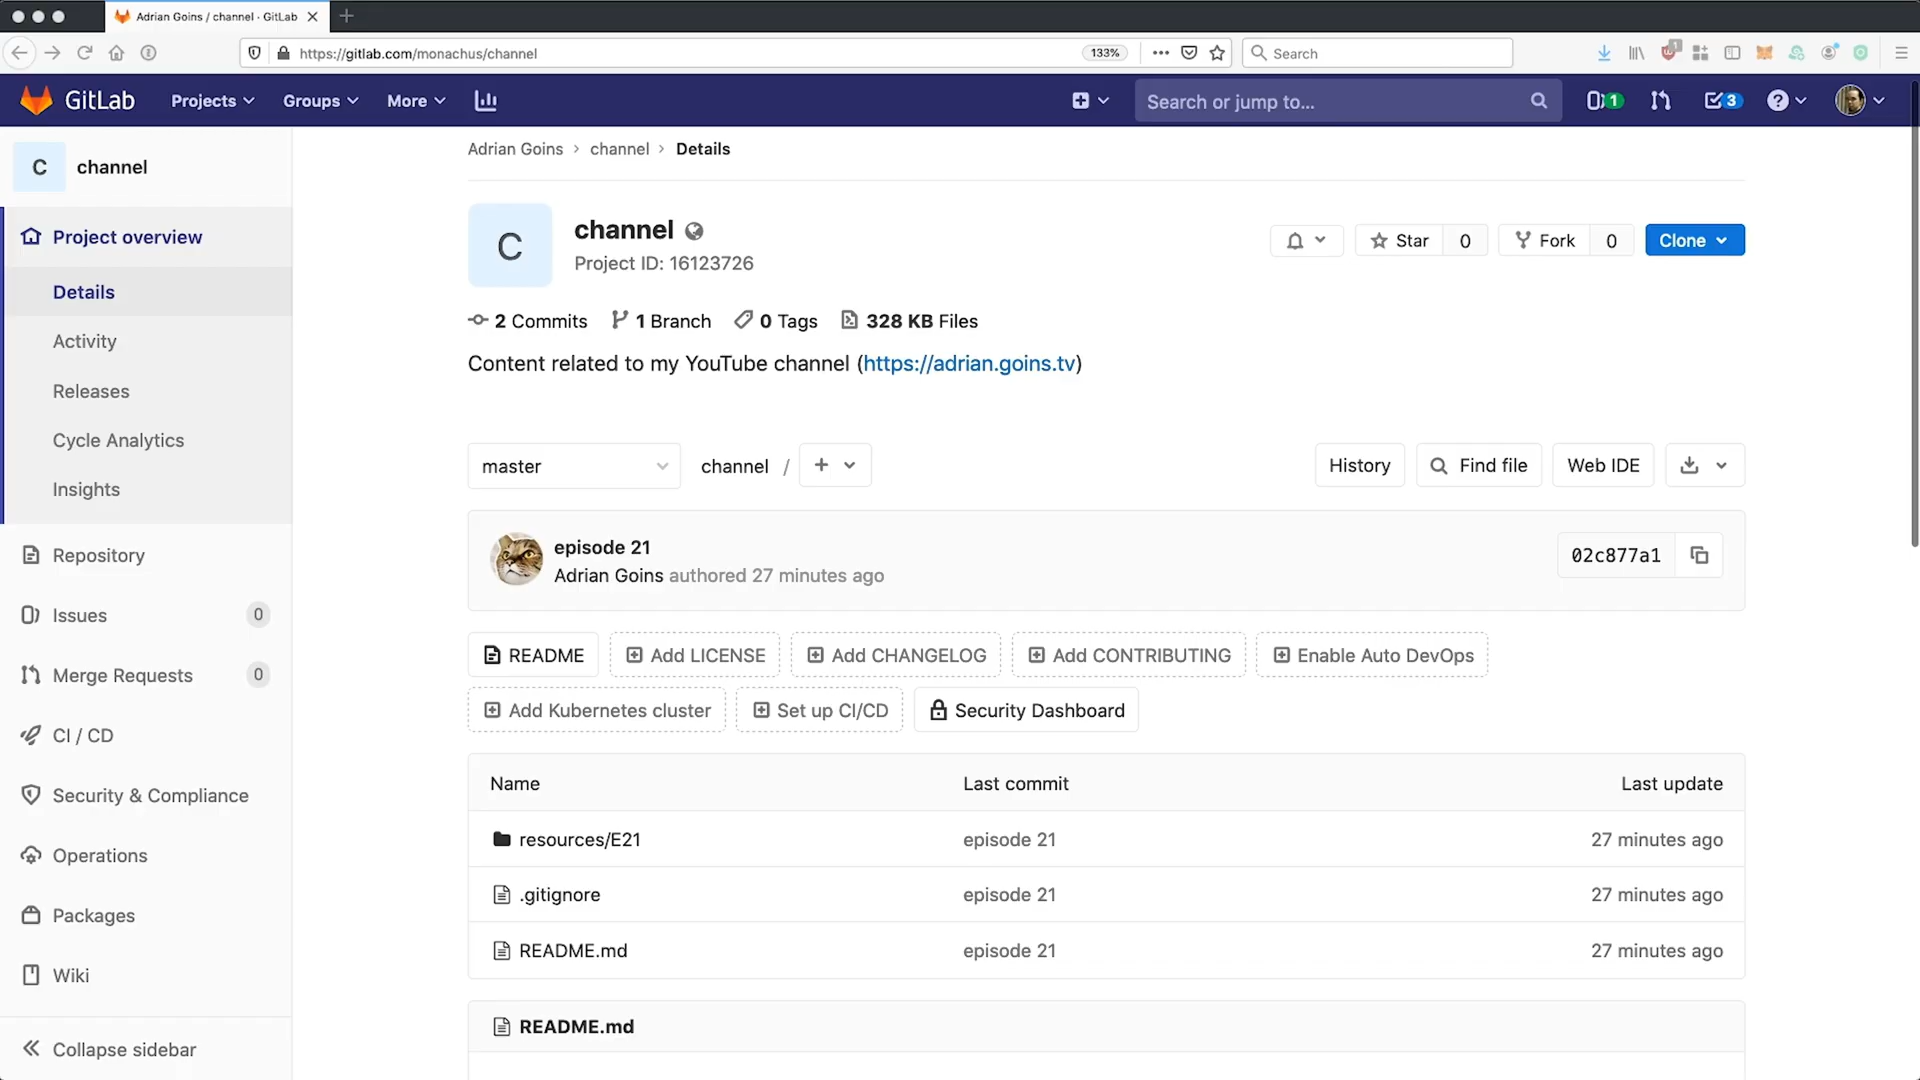 Adrian Goins / channel · GitLab
https://gitlab.com/monachus/channel
133%
Search
GitLab
Projects
Groups
More
Search or jump to...
1
3
C
channel
Project overview
Details
Activity
Releases
Cycle Analytics
Insights
Repository
Issues 0
Merge Requests 0
CI / CD
Security & Compliance
Operations
Packages
Wiki
Collapse sidebar
Adrian Goins > channel > Details
C
channel
Project ID: 16123726
Star 0
Fork 0
Clone
2 Commits 1 Branch 0 Tags 328 KB Files
Content related to my YouTube channel (https://adrian.goins.tv)
master
channel /
History
Find file
Web IDE
episode 21
Adrian Goins authored 27 minutes ago
02c877a1
README
Add LICENSE
Add CHANGELOG
Add CONTRIBUTING
Enable Auto DevOps
Add Kubernetes cluster
Set up CI/CD
Security Dashboard
Name Last commit Last update
resources/E21 episode 21 27 minutes ago
.gitignore episode 21 27 minutes ago
README.md episode 21 27 minutes ago
README.md